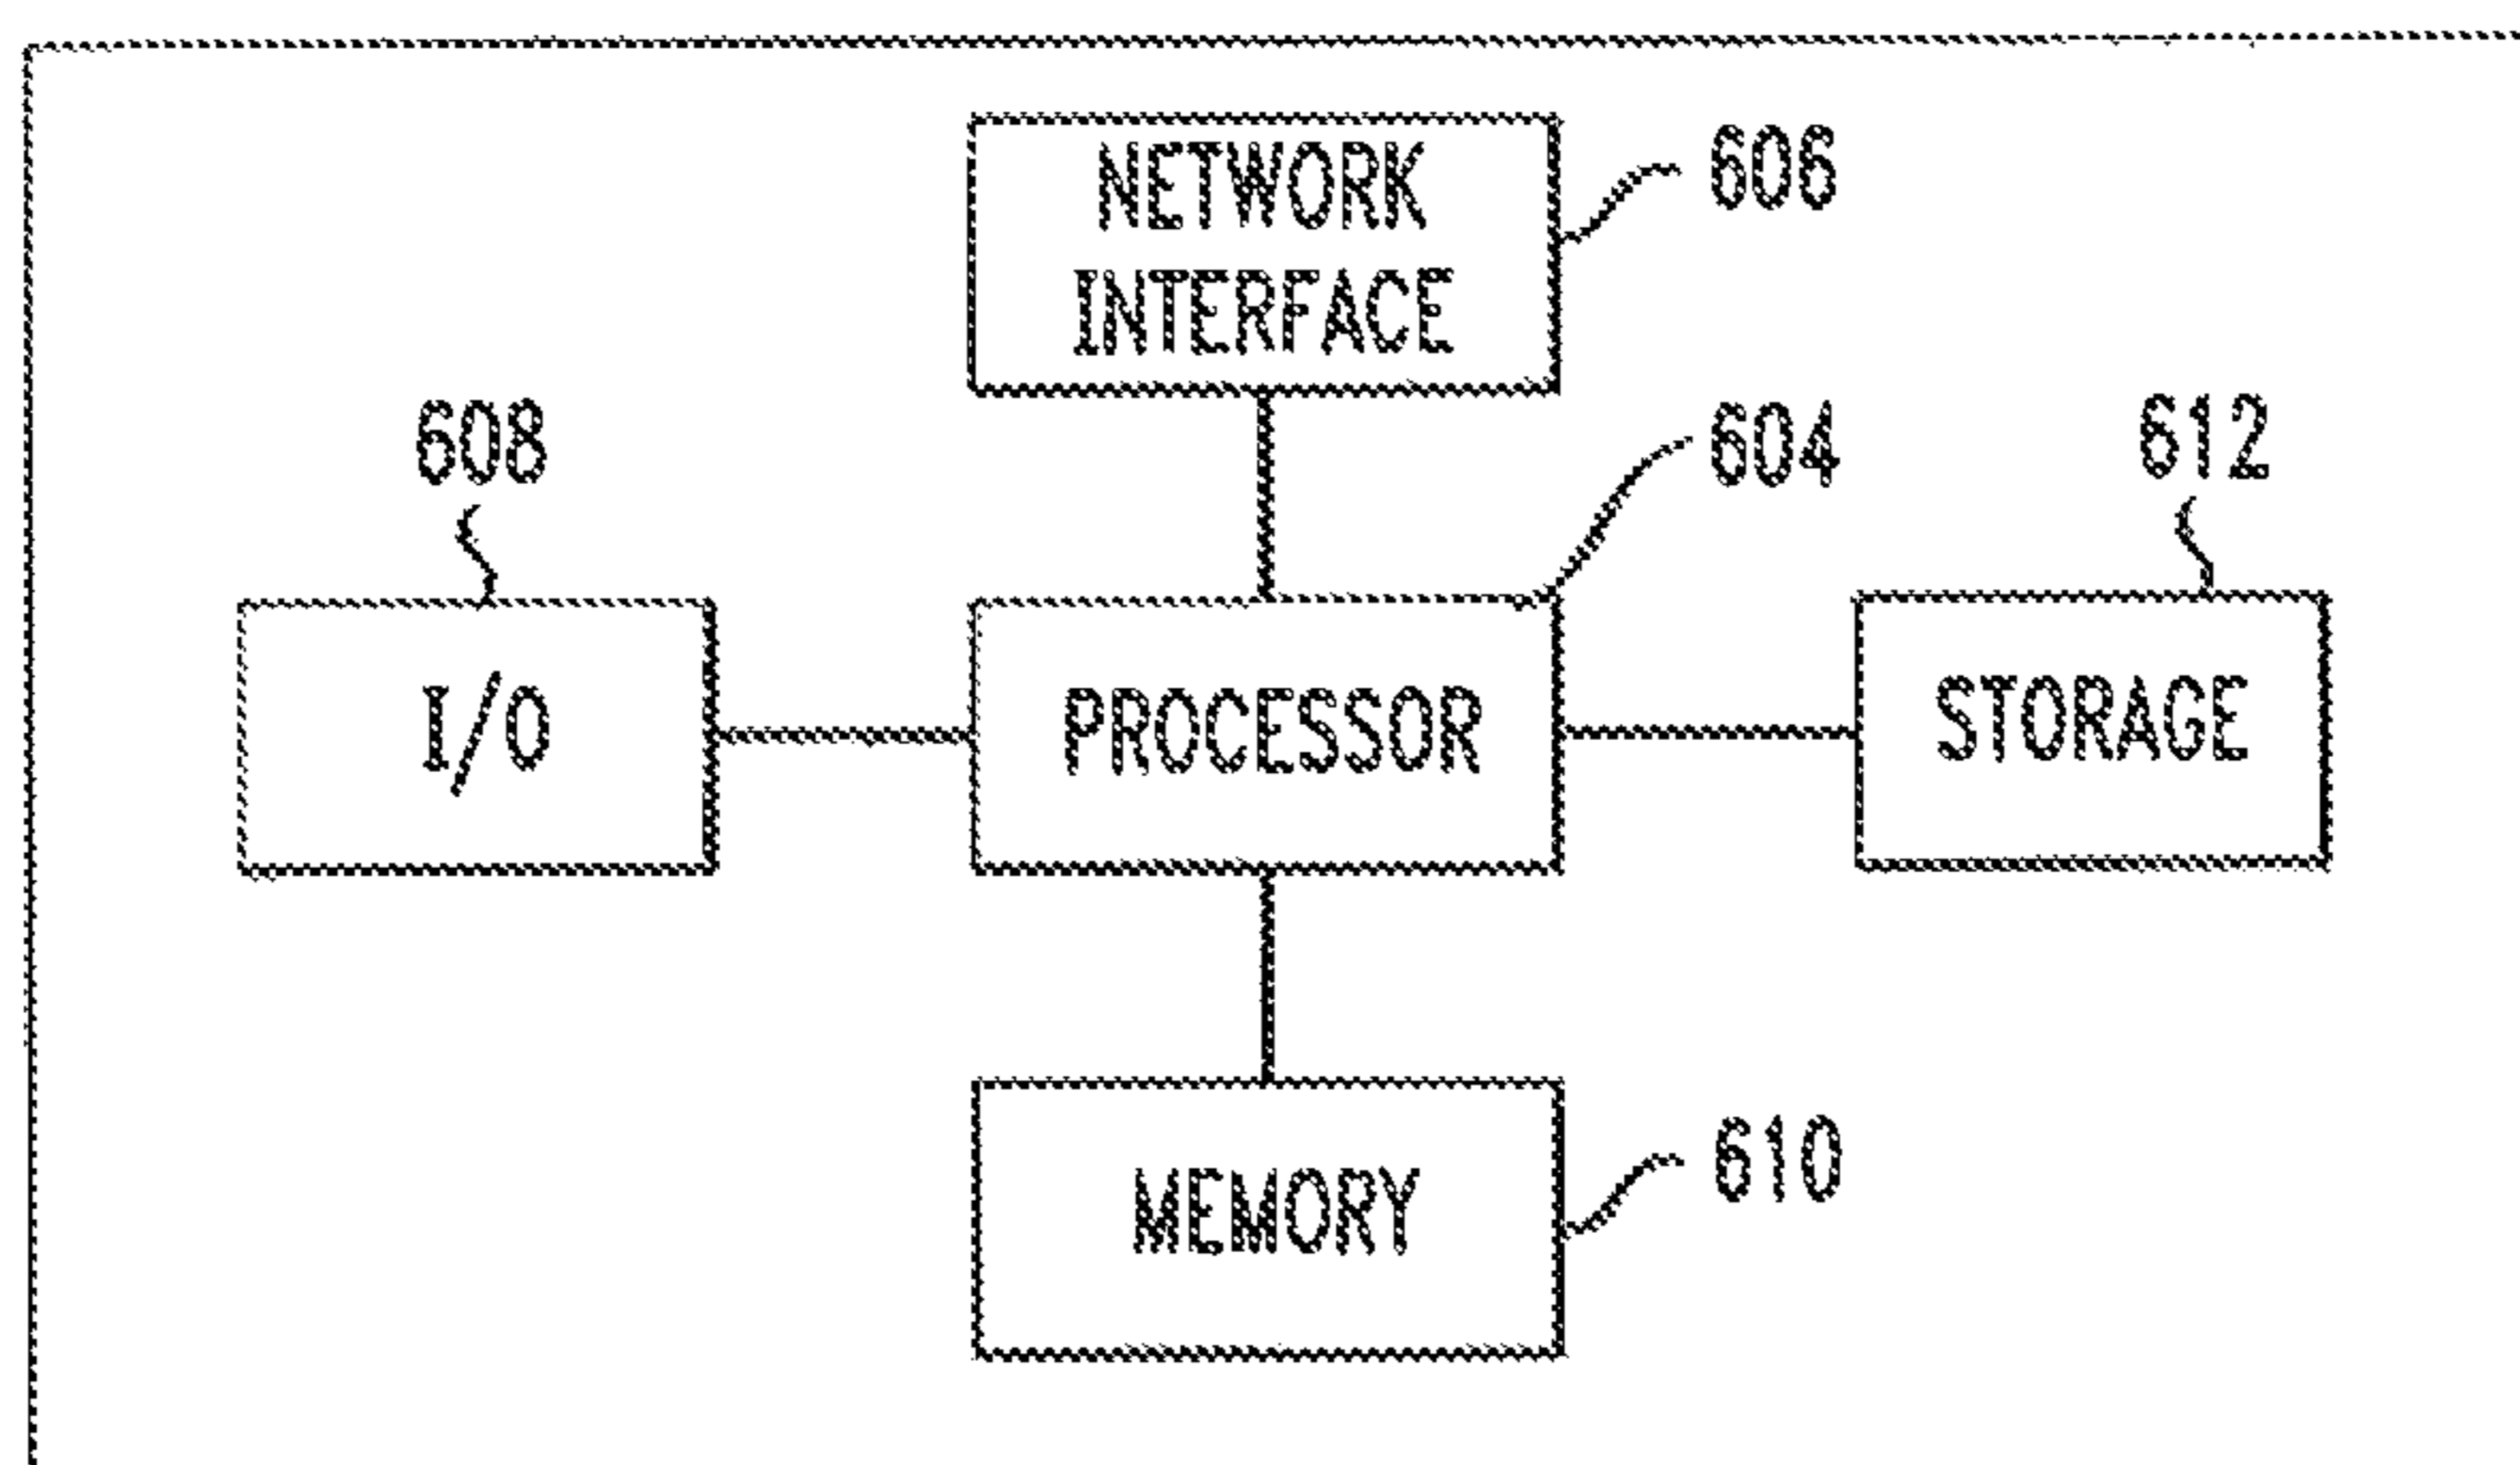 NETWORK
INTERFACE
606
608
604
612
I/O
PROCESSOR
STORAGE
MEMORY
610